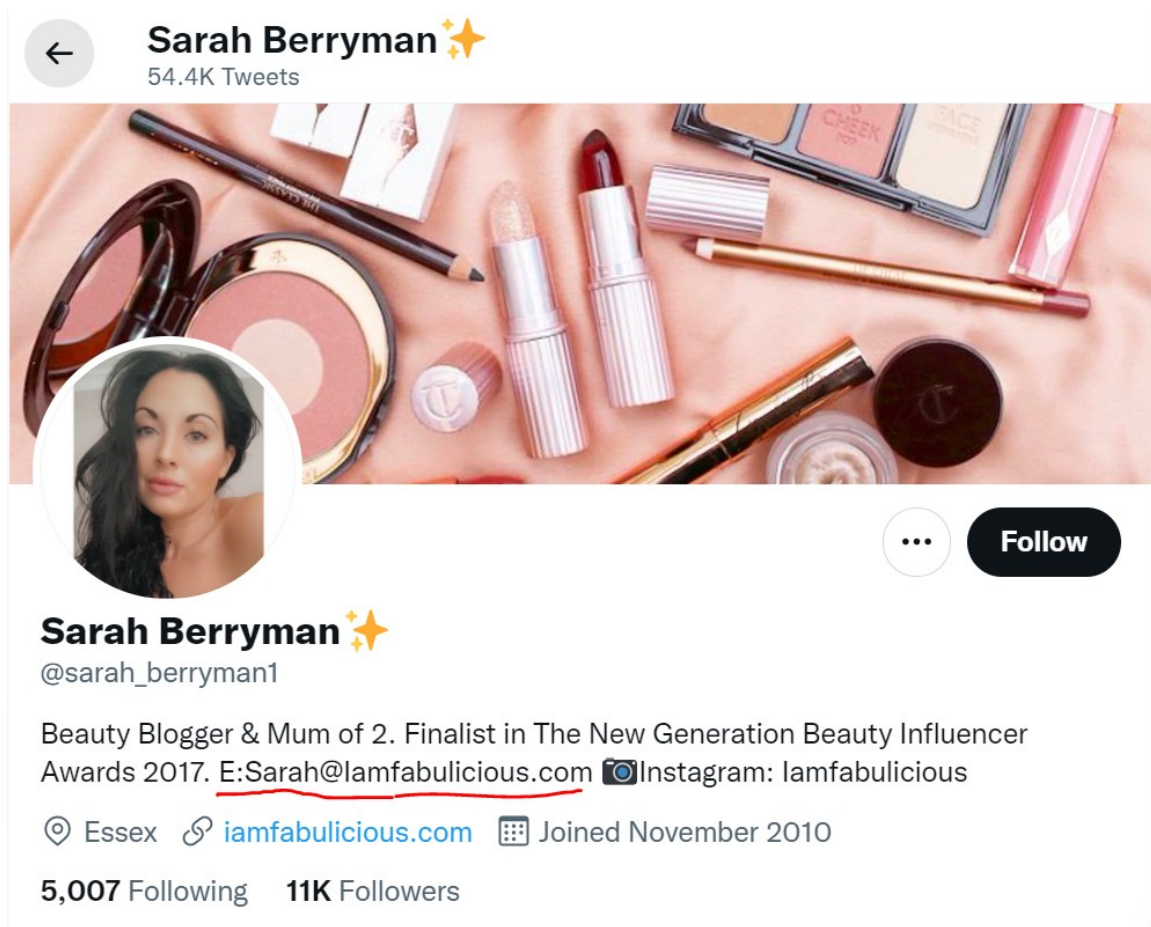 Sarah Berryman✨
54.4K Tweets
CHEEK
POP
FACE
Follow
Sarah Berryman✨
@sarah_berryman1
Beauty Blogger & Mum of 2. Finalist in The New Generation Beauty Influencer
Awards 2017. E:Sarah@Iamfabulicious.com 📷Instagram: Iamfabulicious
Essex iamfabulicious.com Joined November 2010
5,007 Following 11K Followers